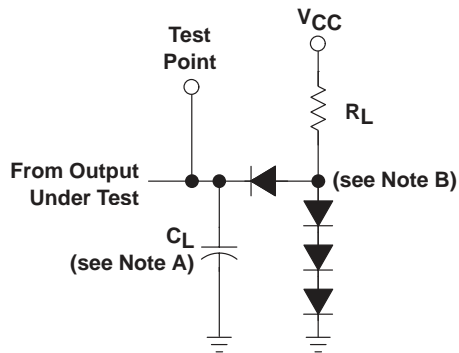 Test
Point
VCC
RL
From Output
Under Test
(see Note B)
CL
(see Note A)